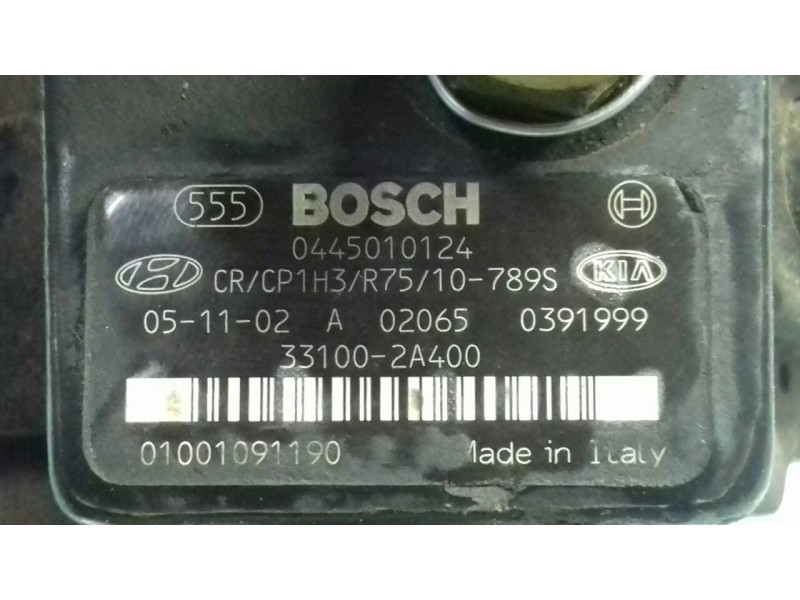 555 BOSCH
0445010124
CR/CP1H3/R75/10-789S KIA
05-11-02 A 02065 0391999
33100-2A400
01001091190 Made in Italy